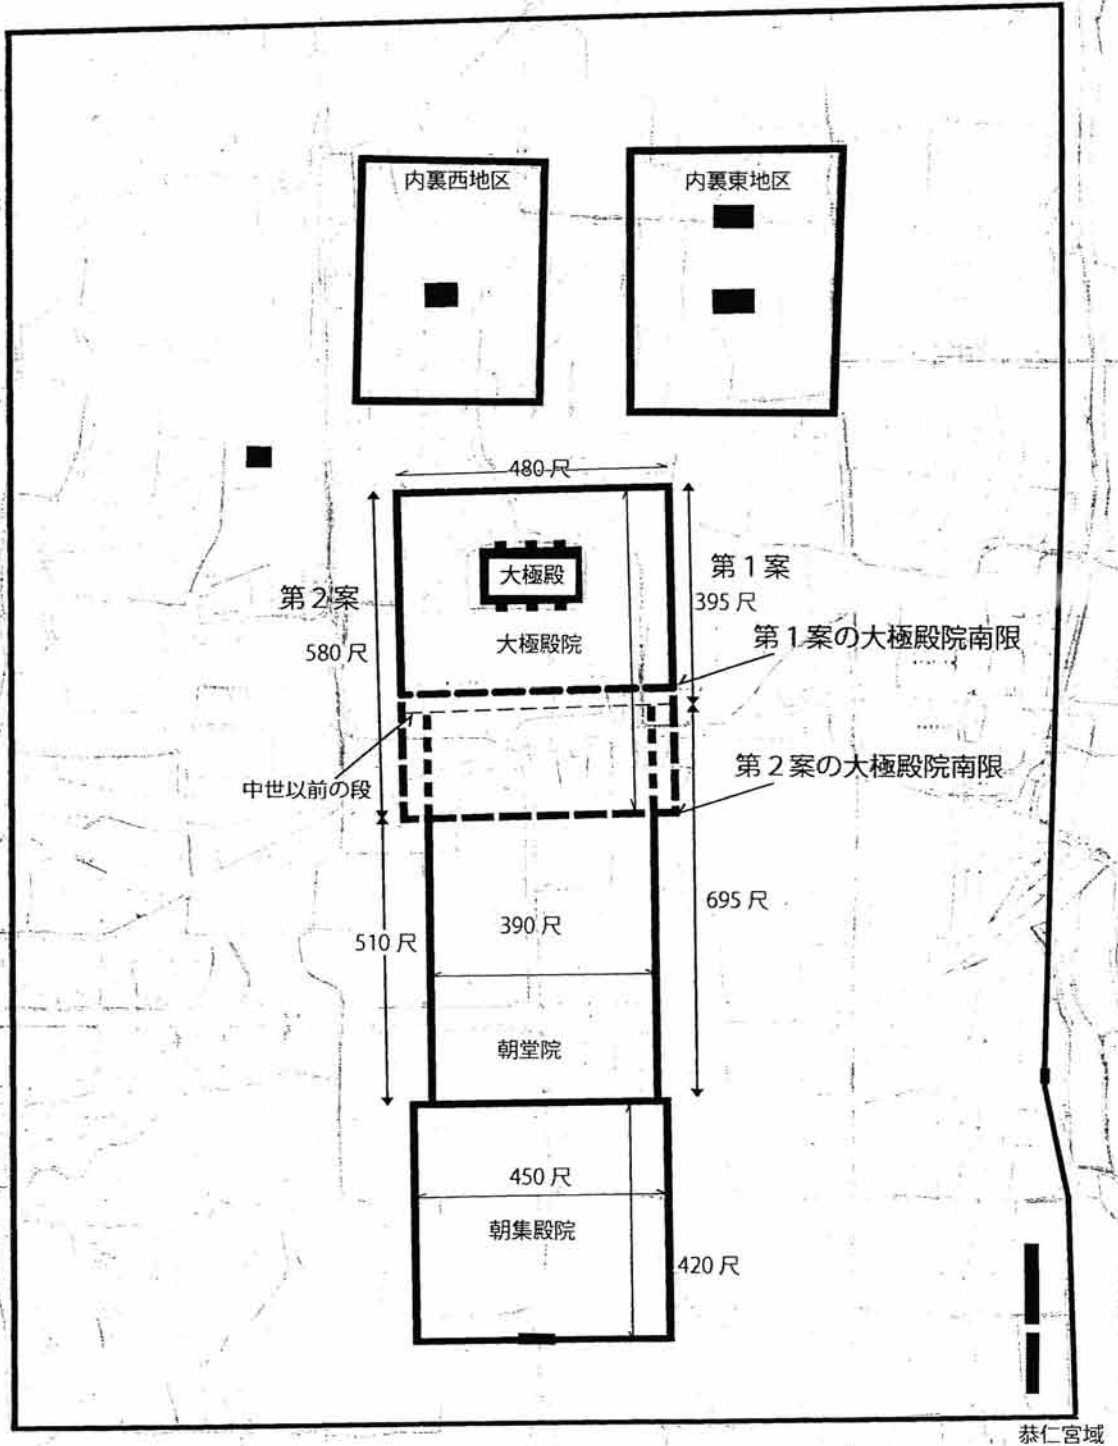 内裏西地区
内裏東地区
480尺
大極殿
第1案
395尺
第2案
580尺
大極殿院
第1案の大極殿院南限
中世以前の段
第2案の大極殿院南限
695尺
390尺
510尺
朝堂院
450尺
朝集殿院
420尺
恭仁宮域